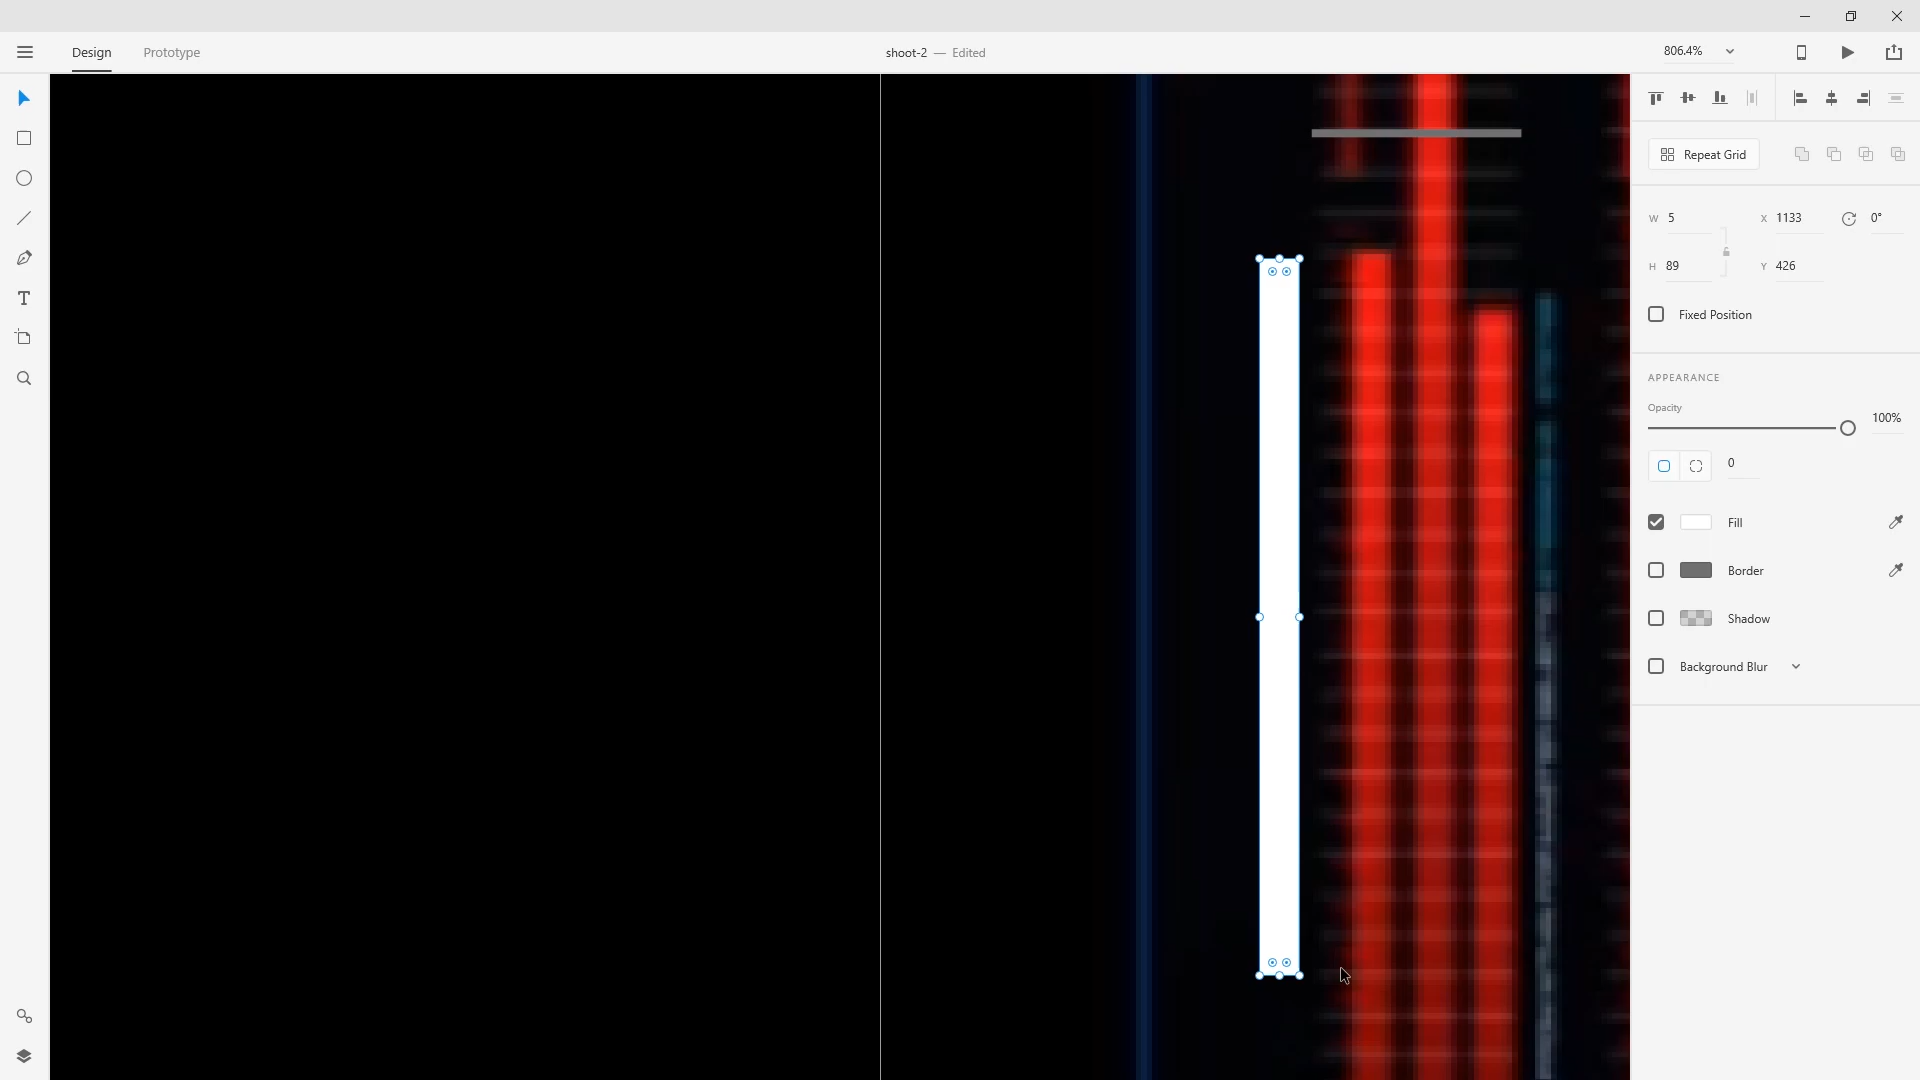 Design Prototype shoot-2 — Edited 806.4%
Repeat Grid
W 5 X 1133 0°
H 89 Y 426
Fixed Position
APPEARANCE
Opacity
100%
0
Fill
Border
Shadow
Background Blur